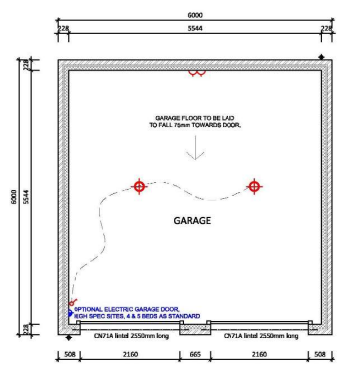 6000
228
5544
228
228
GARAGE FLOOR TO BE LAID
TO FALL 75mm TOWARDS DOOR,
6000
5544
GARAGE
OPTIONAL ELECTRIC GARAGE DOOR,
HIGH SPEC SITES, 4 & 5 BEDS AS STANDARD
228
CN71A lintel 2550mm long
CN71A lintel 2550mm long
508
2160
665
2160
508